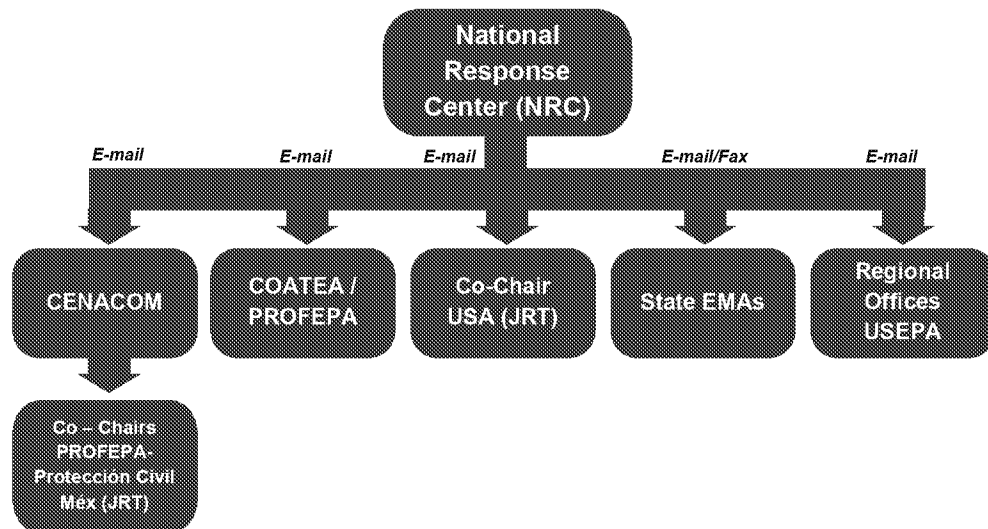 National
Response
Center (NRC)
E-mail
E-mail
E-mail
E-mail/Fax
E-mail
CENACOM
COATEA /
PROFEPA
Co-Chair
USA (JRT)
State EMAs
Regional
Offices
USEPA
Co – Chairs
PROFEPA-
Protección Civil
Méx (JRT)